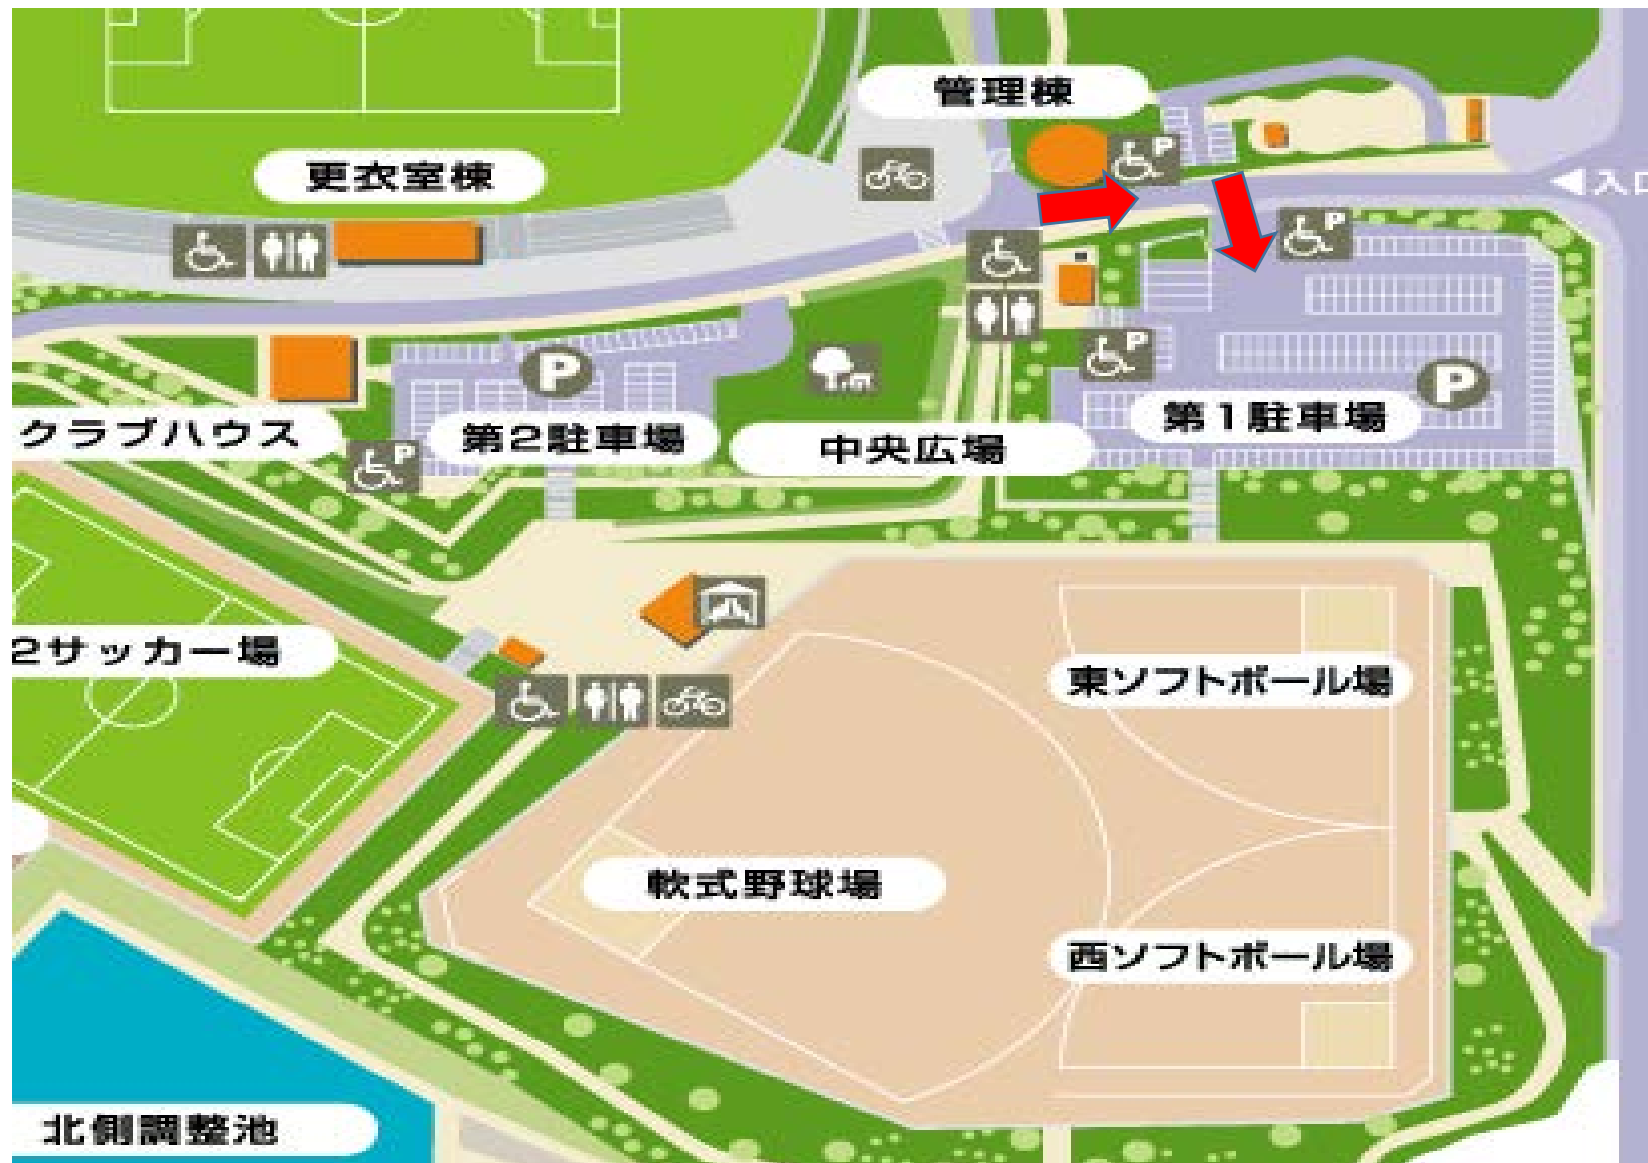 管理棟
更衣室棟
P
P
◀入口
P
P
P
P
クラブハウス
第2駐車場
中央広場
第1駐車場
P
2サッカー場
東ソフトボール場
軟式野球場
西ソフトボール場
北側調整池